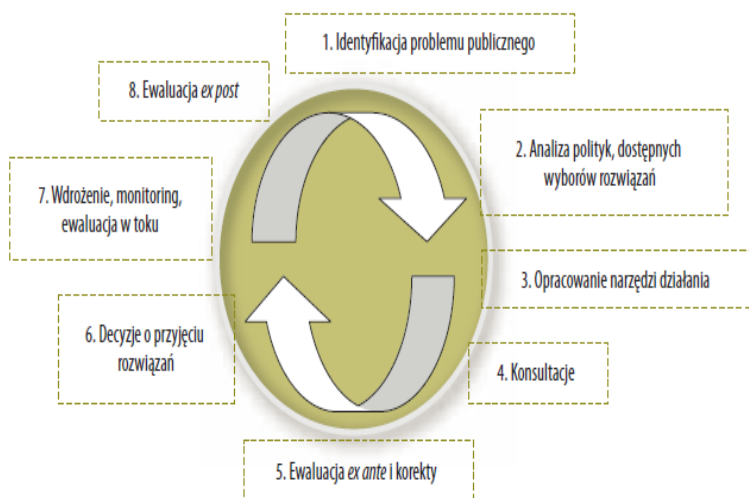 1. Identyfikacja problemu publicznego
2. Analiza polityk, dostępnych
wyborów rozwiązań
3. Opracowanie narzędzi działania
4. Konsultacje
5. Ewaluacja ex ante i korekty
6. Decyzje o przyjęciu
rozwiązań
7. Wdrożenie, monitoring,
ewaluacja w toku
8. Ewaluacja ex post